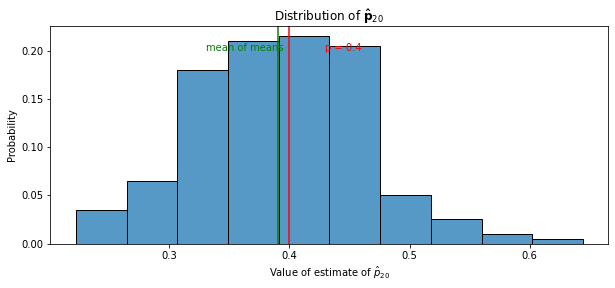 Distribution of p̂₂₀
0.20
mean of means
p = 0.4
0.15
Probability
0.10
0.05
0.00
0.3
0.4
0.5
0.6
Value of estimate of p̂₂₀